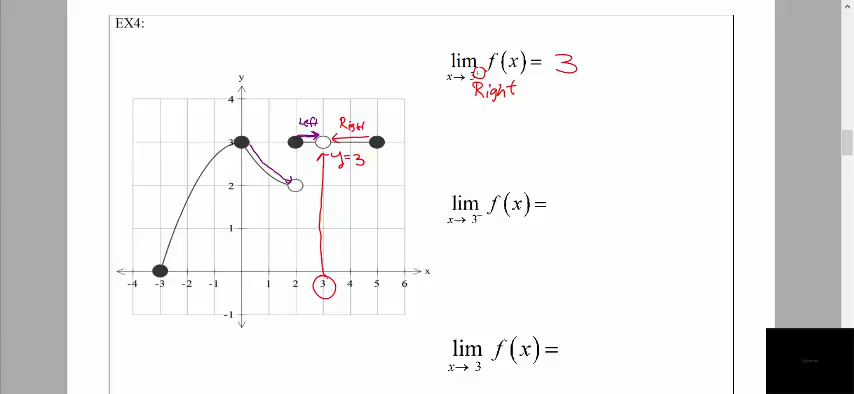 EX4:
lim f(x) = 3
x → 3+
Right
y
4
Left
Right
3
y=3
2
1
x
-4 -3 -2 -1 1 2 3 4 5 6
-1
lim f(x) =
x → 3⁻
lim f(x) =
x → 3